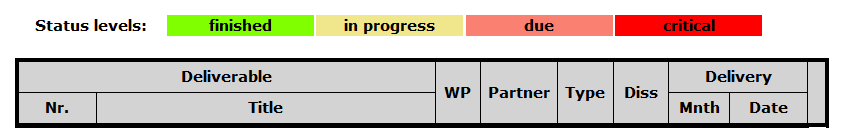 Status levels: finished in progress due critical
Deliverable WP Partner Type Diss Delivery
Nr. Title Mnth Date